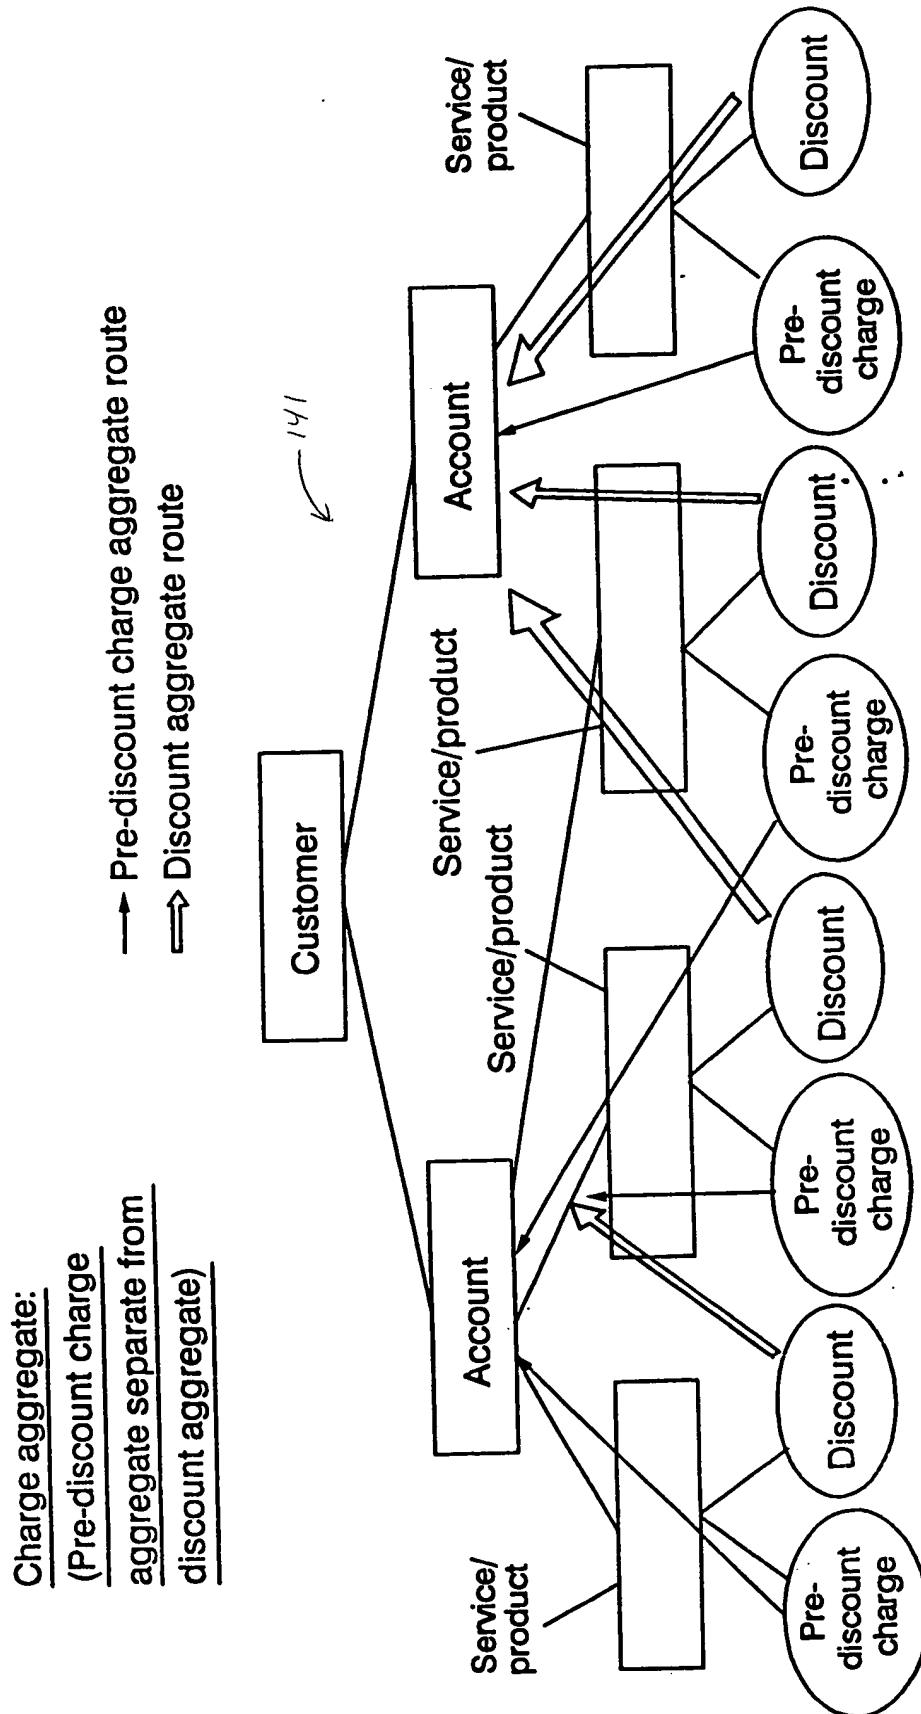 Charge aggregate:
(Pre-discount charge
aggregate separate from
discount aggregate)
Pre-discount charge aggregate route
Discount aggregate route
141
Customer
Account
Account
Service/
product
Service/product
Service/product
Service/
product
Pre-
discount
charge
Discount
Pre-
discount
charge
Discount
Pre-
discount
charge
Discount
Pre-
discount
charge
Discount